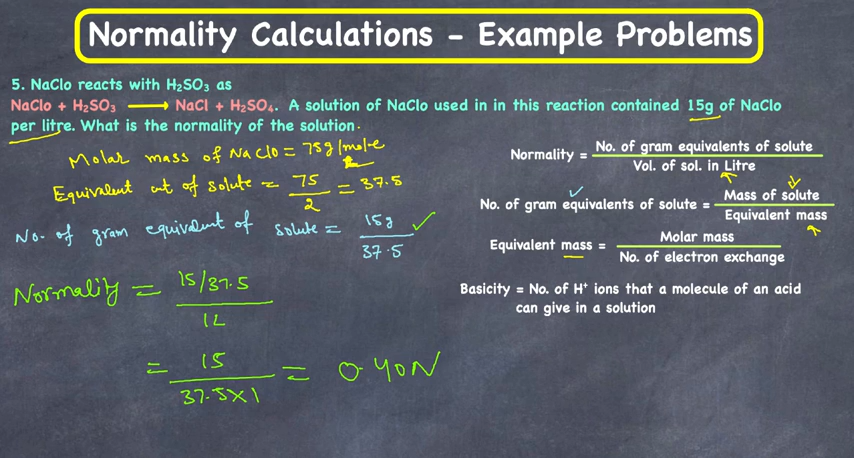 Normality Calculations - Example Problems
5. NaClo reacts with H₂SO₃ as
NaClo + H₂SO₃ ⟶ NaCl + H₂SO₄. A solution of NaClo used in in this reaction contained 15g of NaClo
per litre. What is the normality of the solution.
Molar mass of NaClo = 75g/mole
Equivalent wt of solute = 75/2 = 37.5
No. of gram equivalent of solute = 15g/37.5 ✓
Normality = 15/37.5 / 1L
= 15 / 37.5×1 = 0.40N
Normality = No. of gram equivalents of solute / Vol. of sol. in Litre
No. of gram equivalents of solute = Mass of solute / Equivalent mass
Equivalent mass = Molar mass / No. of electron exchange
Basicity = No. of H⁺ ions that a molecule of an acid
can give in a solution